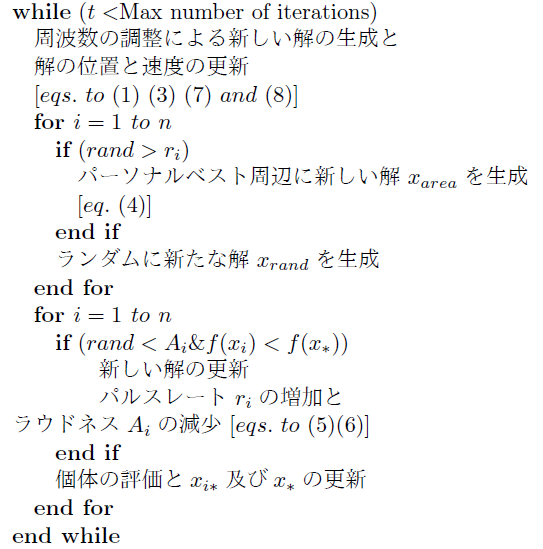 while (t <Max number of iterations)
周波数の調整による新しい解の生成と
解の位置と速度の更新
[eqs. to (1) (3) (7) and (8)]
for i = 1 to n
if (rand > r_i)
パーソナルベスト周辺に新しい解 x_area を生成
[eq. (4)]
end if
ランダムに新たな解 x_rand を生成
end for
for i = 1 to n
if (rand < A_i&f(x_i) < f(x_*))
新しい解の更新
パルスレート r_i の増加と
ラウドネス A_i の減少 [eqs. to (5)(6)]
end if
個体の評価と x_i* 及び x_* の更新
end for
end while